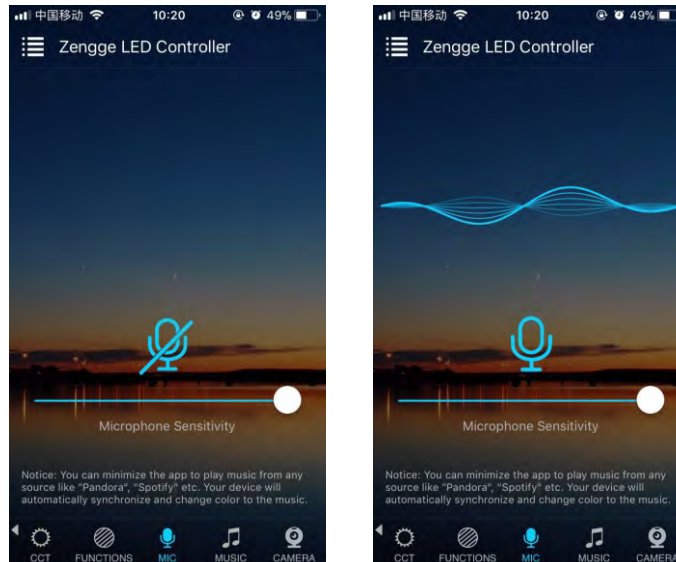 中国移动 10:20 49%
Zengge LED Controller
Microphone Sensitivity
Notice: You can minimize the app to play music from any
source like "Pandora", "Spotify" etc. Your device will
automatically synchronize and change color to the music.
CCT FUNCTIONS MIC MUSIC CAMERA
中国移动 10:20 49%
Zengge LED Controller
Microphone Sensitivity
Notice: You can minimize the app to play music from any
source like "Pandora", "Spotify" etc. Your device will
automatically synchronize and change color to the music.
CCT FUNCTIONS MIC MUSIC CAMERA